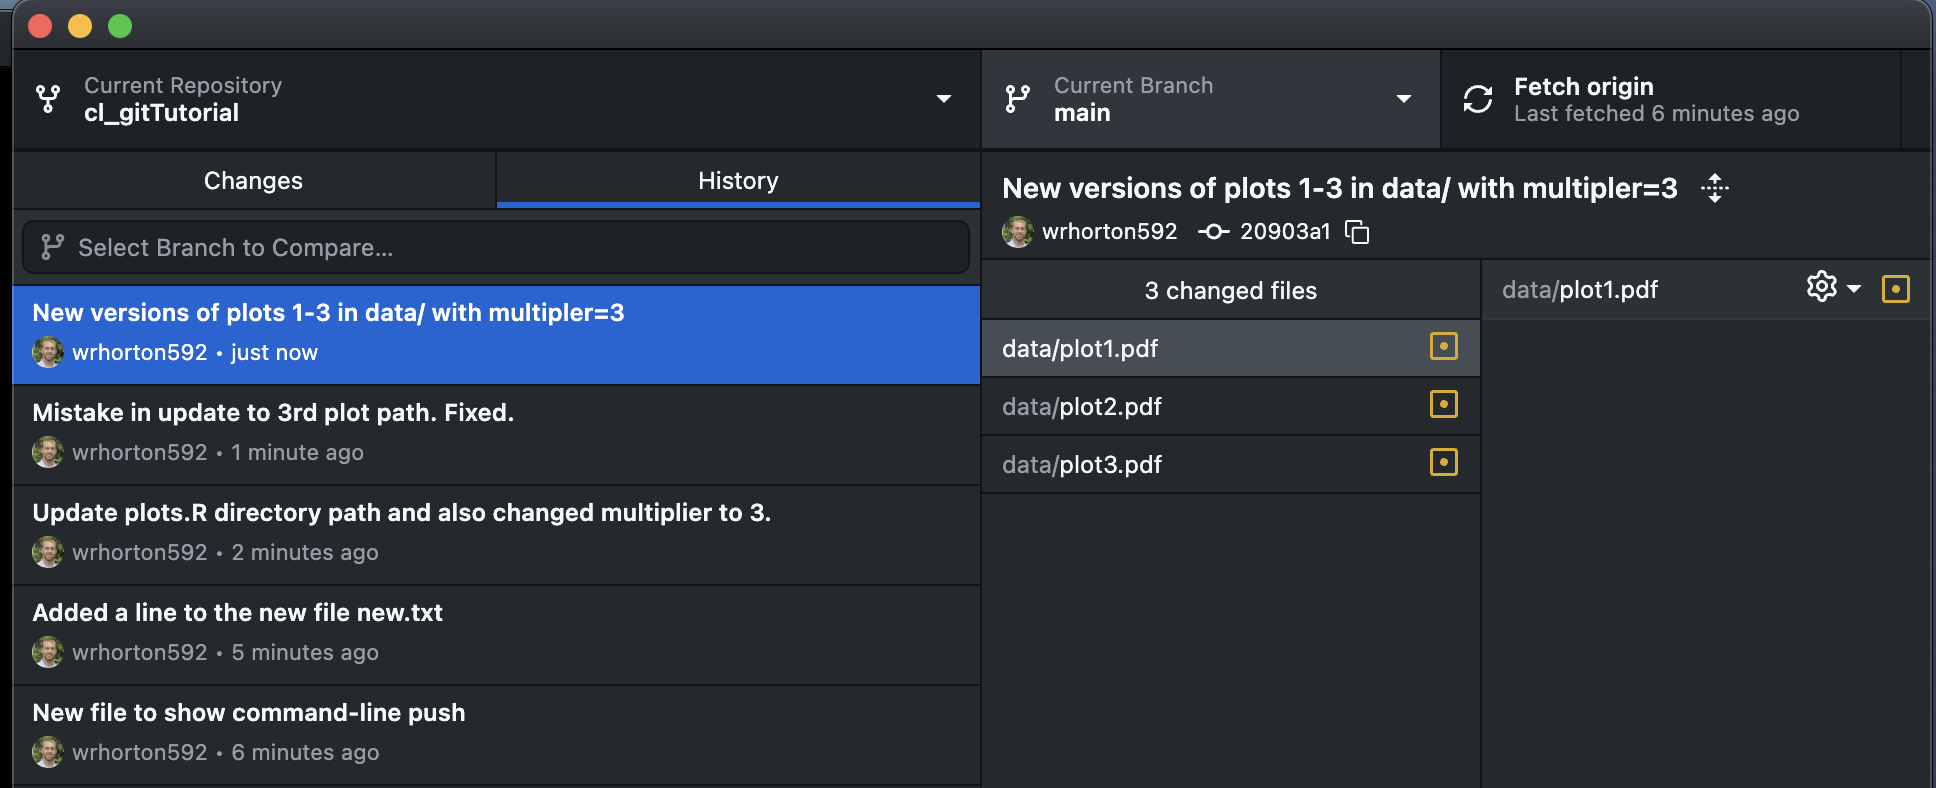 Current Repository
cl_gitTutorial
Current Branch
main
Fetch origin
Last fetched 6 minutes ago
Changes
History
Select Branch to Compare...
New versions of plots 1-3 in data/ with multipler=3
wrhorton592 • just now
Mistake in update to 3rd plot path. Fixed.
wrhorton592 • 1 minute ago
Update plots.R directory path and also changed multiplier to 3.
wrhorton592 • 2 minutes ago
Added a line to the new file new.txt
wrhorton592 • 5 minutes ago
New file to show command-line push
wrhorton592 • 6 minutes ago
New versions of plots 1-3 in data/ with multipler=3
wrhorton592 20903a1
3 changed files
data/plot1.pdf
data/plot2.pdf
data/plot3.pdf
data/plot1.pdf